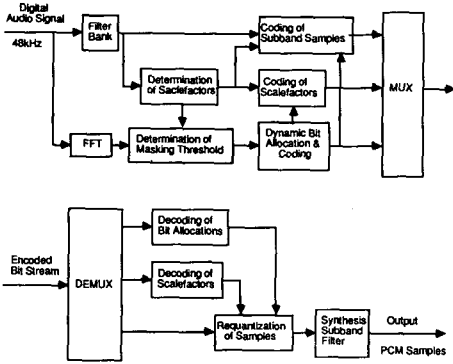 Digital
Audio Signal
48kHz
Filter
Bank
Coding of
Subband Samples
Determination
of Saclefactors
Coding of
Scalefactors
MUX
FFT
Determination of
Masking Threshold
Dynamic Bit
Allocation &
Coding
Encoded
Bit Stream
DEMUX
Decoding of
Bit Allocations
Decoding of
Scalefactors
Requantization
of Samples
Synthesis
Subband
Filter
Output
PCM Samples